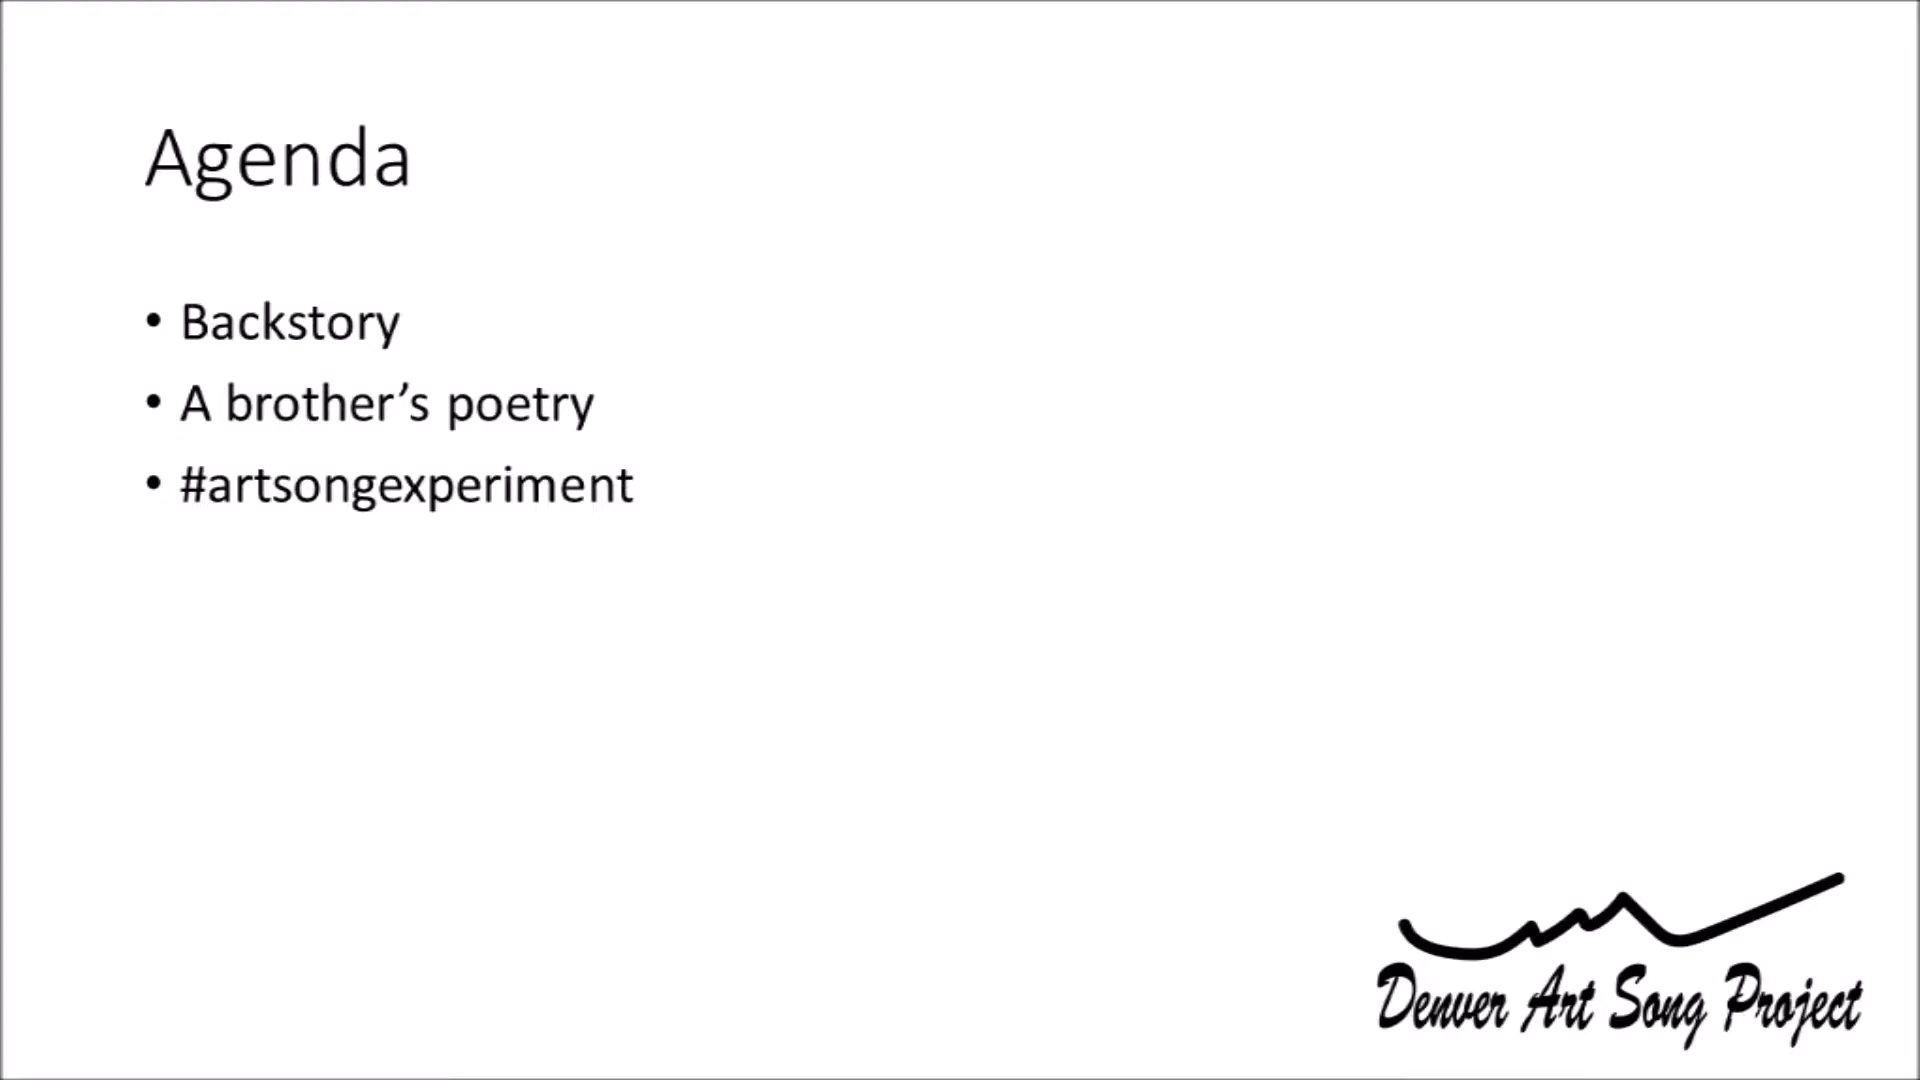 Agenda
• Backstory
• A brother’s poetry
• #artsongexperiment
Denver Art Song Project